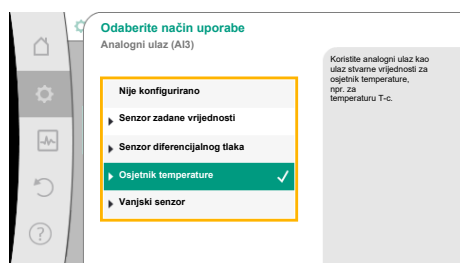 Odaberite način uporabe
Analogni ulaz (AI3)
Nije konfigurirano
Senzor zadane vrijednosti
Senzor diferencijalnog tlaka
Osjetnik temperature
Vanjski senzor
Koristite analogni ulaz kao
ulaz stvarne vrijednosti za
osjetnik temperature,
npr. za
temperaturu T-c.
?